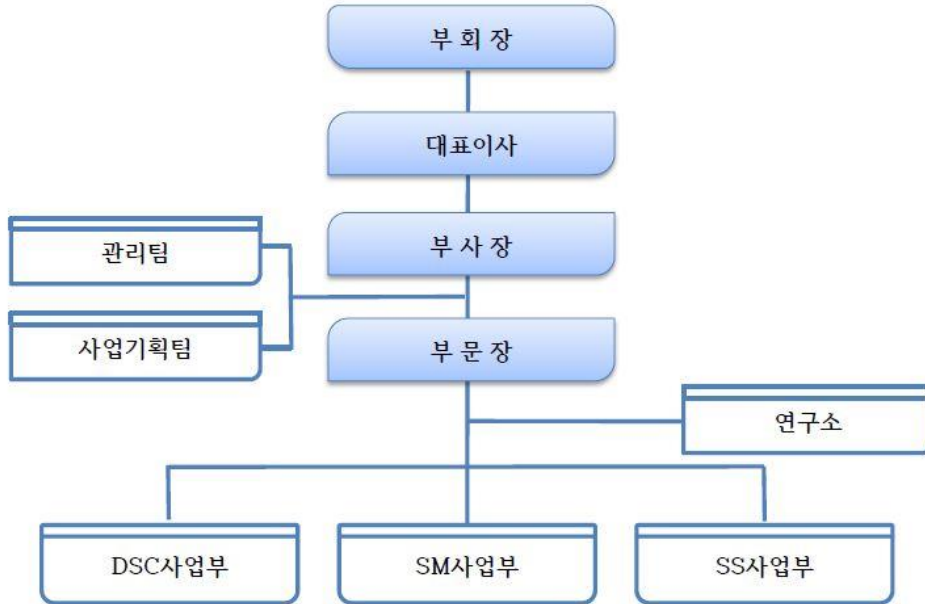 부 회 장
대표이사
부 사 장
관리팀
사업기획팀
부 문 장
연구소
DSC사업부
SM사업부
SS사업부